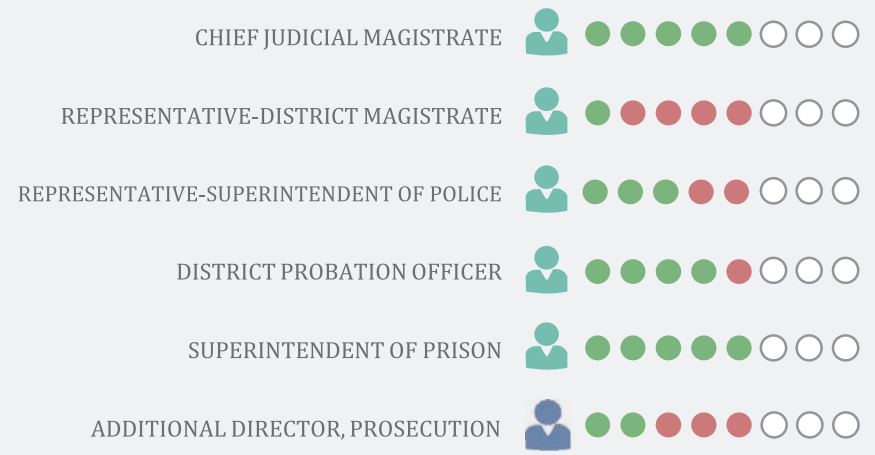 CHIEF JUDICIAL MAGISTRATE
REPRESENTATIVE-DISTRICT MAGISTRATE
REPRESENTATIVE-SUPERINTENDENT OF POLICE
DISTRICT PROBATION OFFICER
SUPERINTENDENT OF PRISON
ADDITIONAL DIRECTOR, PROSECUTION